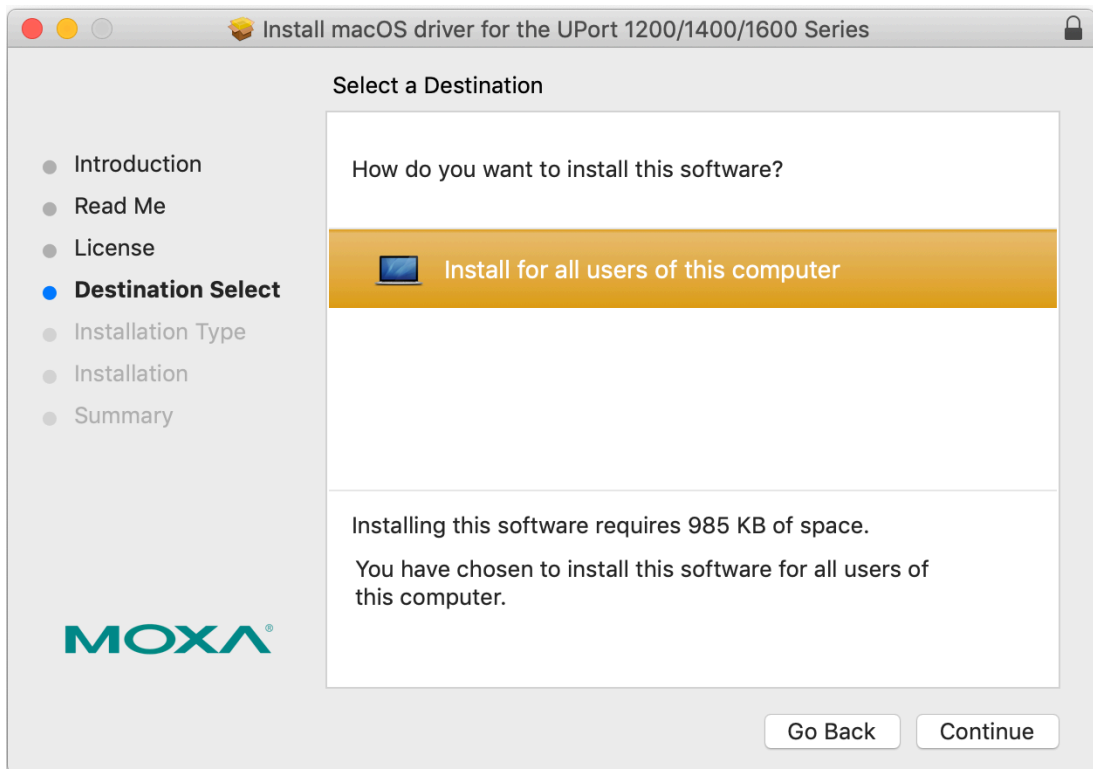 Install macOS driver for the UPort 1200/1400/1600 Series
Select a Destination
Introduction
Read Me
License
Destination Select
Installation Type
Installation
Summary
How do you want to install this software?
Install for all users of this computer
Installing this software requires 985 KB of space.
You have chosen to install this software for all users of
this computer.
MOXA®
Go Back
Continue